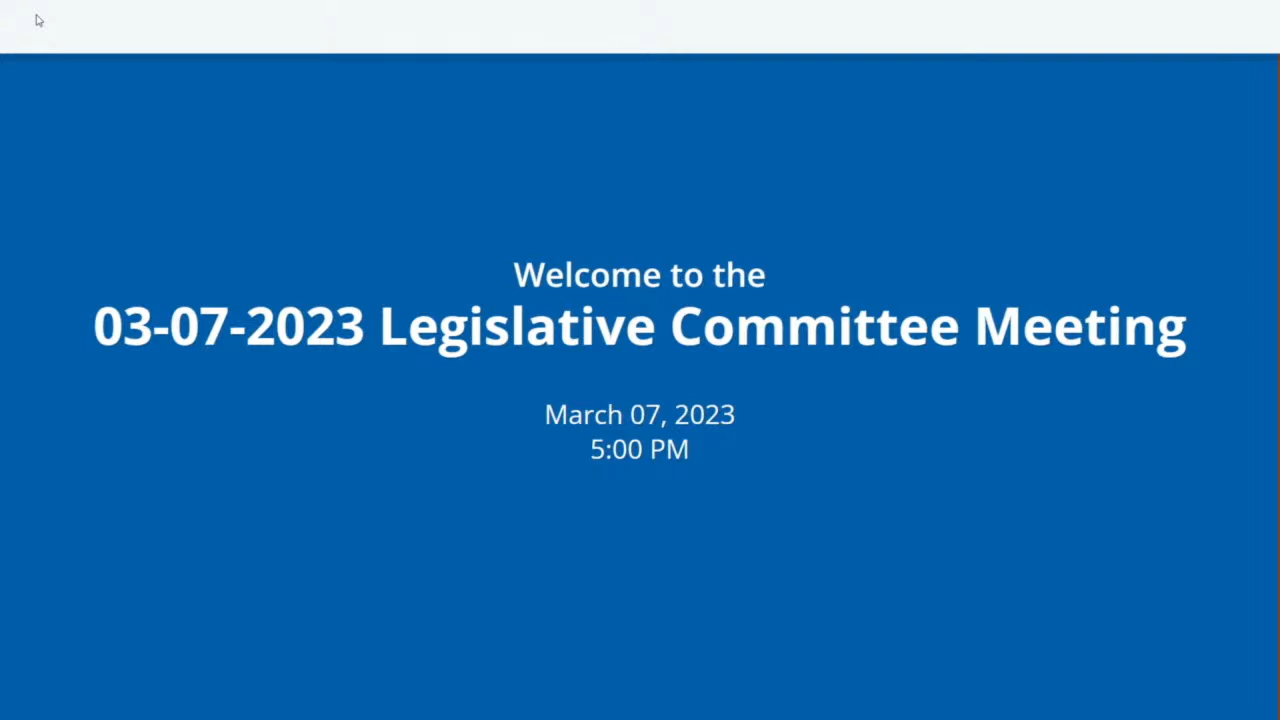 Welcome to the
03-07-2023 Legislative Committee Meeting
March 07, 2023
5:00 PM